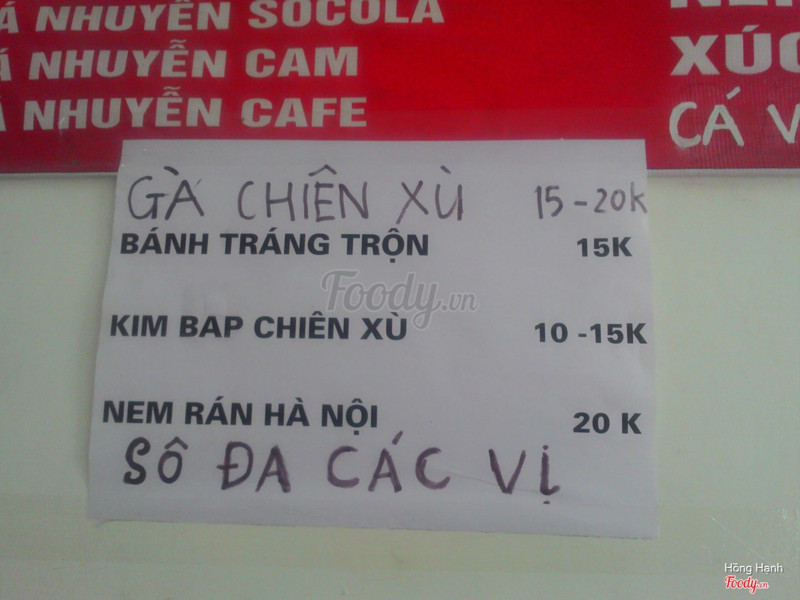 NHUYỄN SOCOLA
NHUYỄN CAM
NHUYỄN CAFE
CÁ
GÀ CHIÊN XÙ 15-20k
BÁNH TRÁNG TRỘN 15K
Foody.vn
KIM BAP CHIÊN XÙ 10 -15K
NEM RÁN HÀ NỘI 20 K
SÔ ĐA CÁC VỊ
Hồng Hạnh
Foody.vn